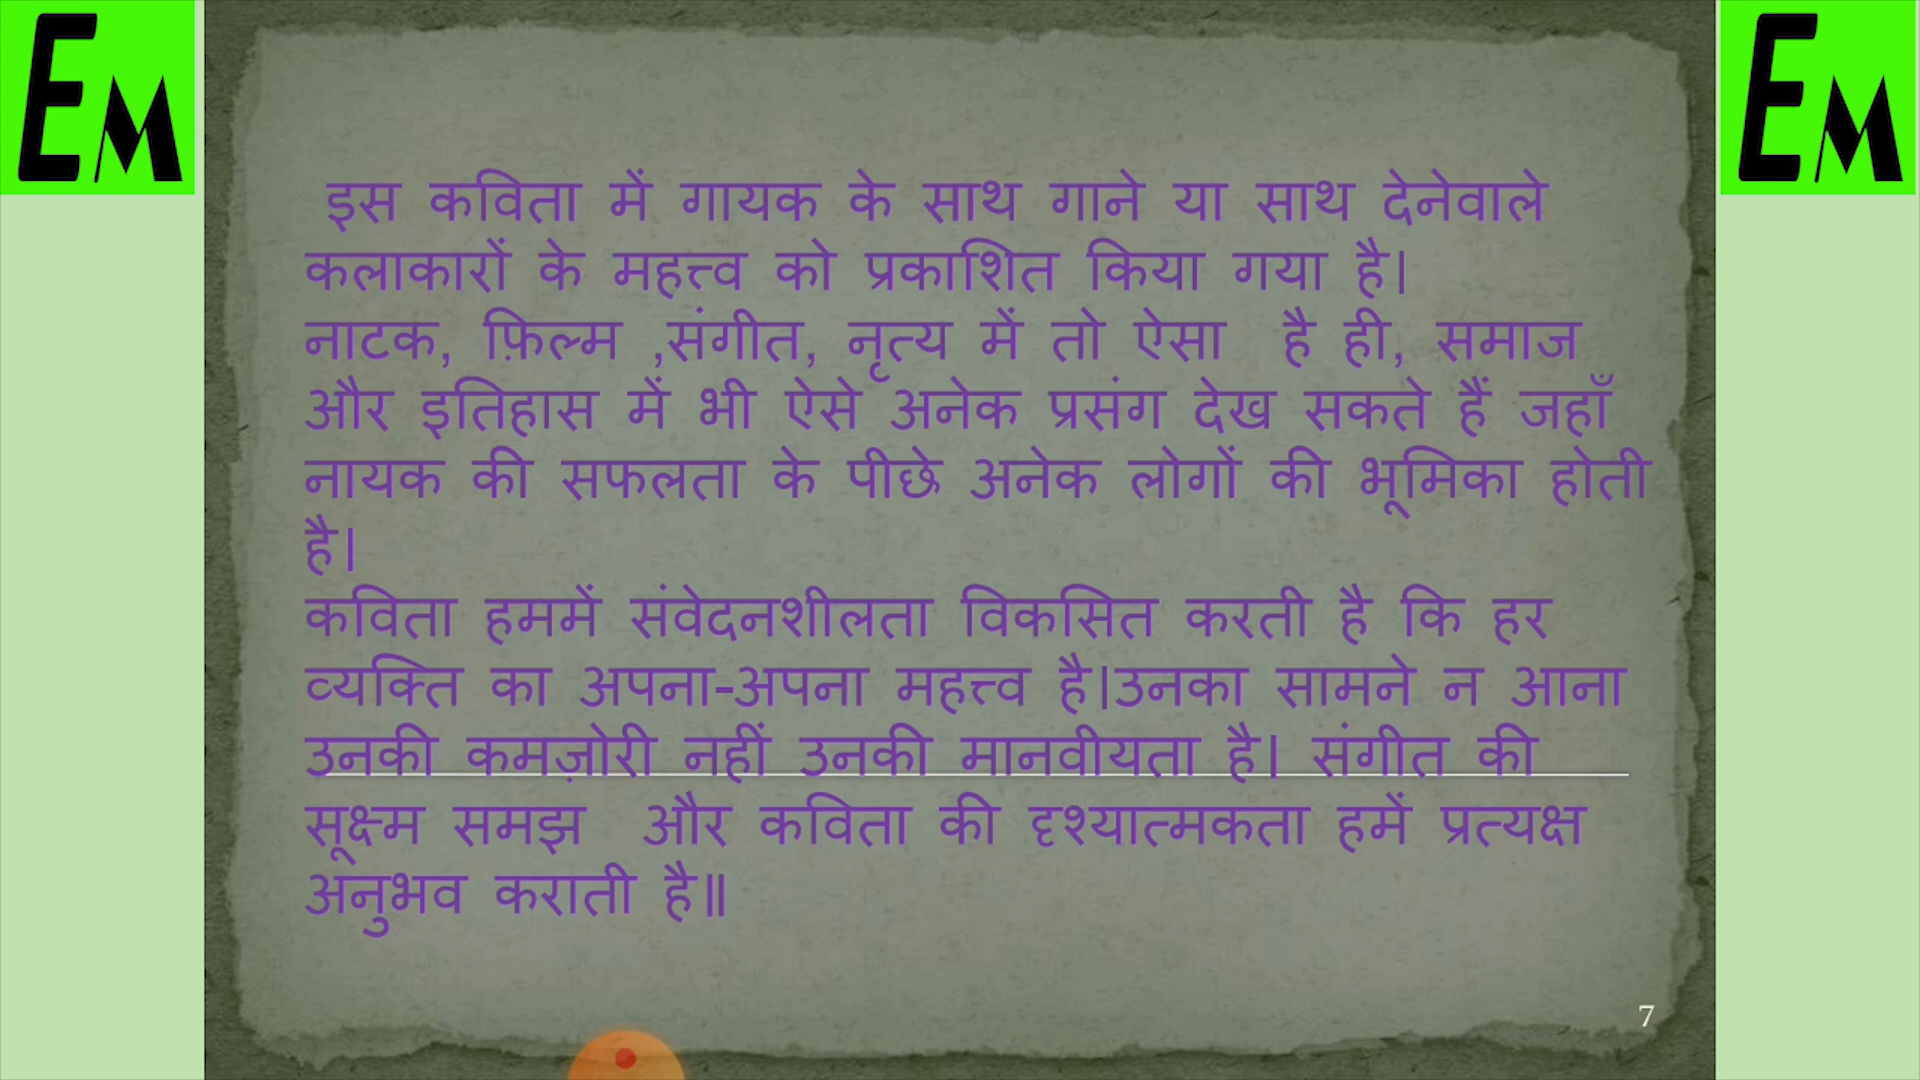 EM
EM
इस कविता में गायक के साथ गाने या साथ देनेवाले
कलाकारों के महत्त्व को प्रकाशित किया गया है।
नाटक, फ़िल्म ,संगीत, नृत्य में तो ऐसा है ही, समाज
और इतिहास में भी ऐसे अनेक प्रसंग देख सकते हैं जहाँ
नायक की सफलता के पीछे अनेक लोगों की भूमिका होती
है।
कविता हममें संवेदनशीलता विकसित करती है कि हर
व्यक्ति का अपना-अपना महत्त्व है।उनका सामने न आना
उनकी कमज़ोरी नहीं उनकी मानवीयता है। संगीत की
सूक्ष्म समझ और कविता की दृश्यात्मकता हमें प्रत्यक्ष
अनुभव कराती है॥
7